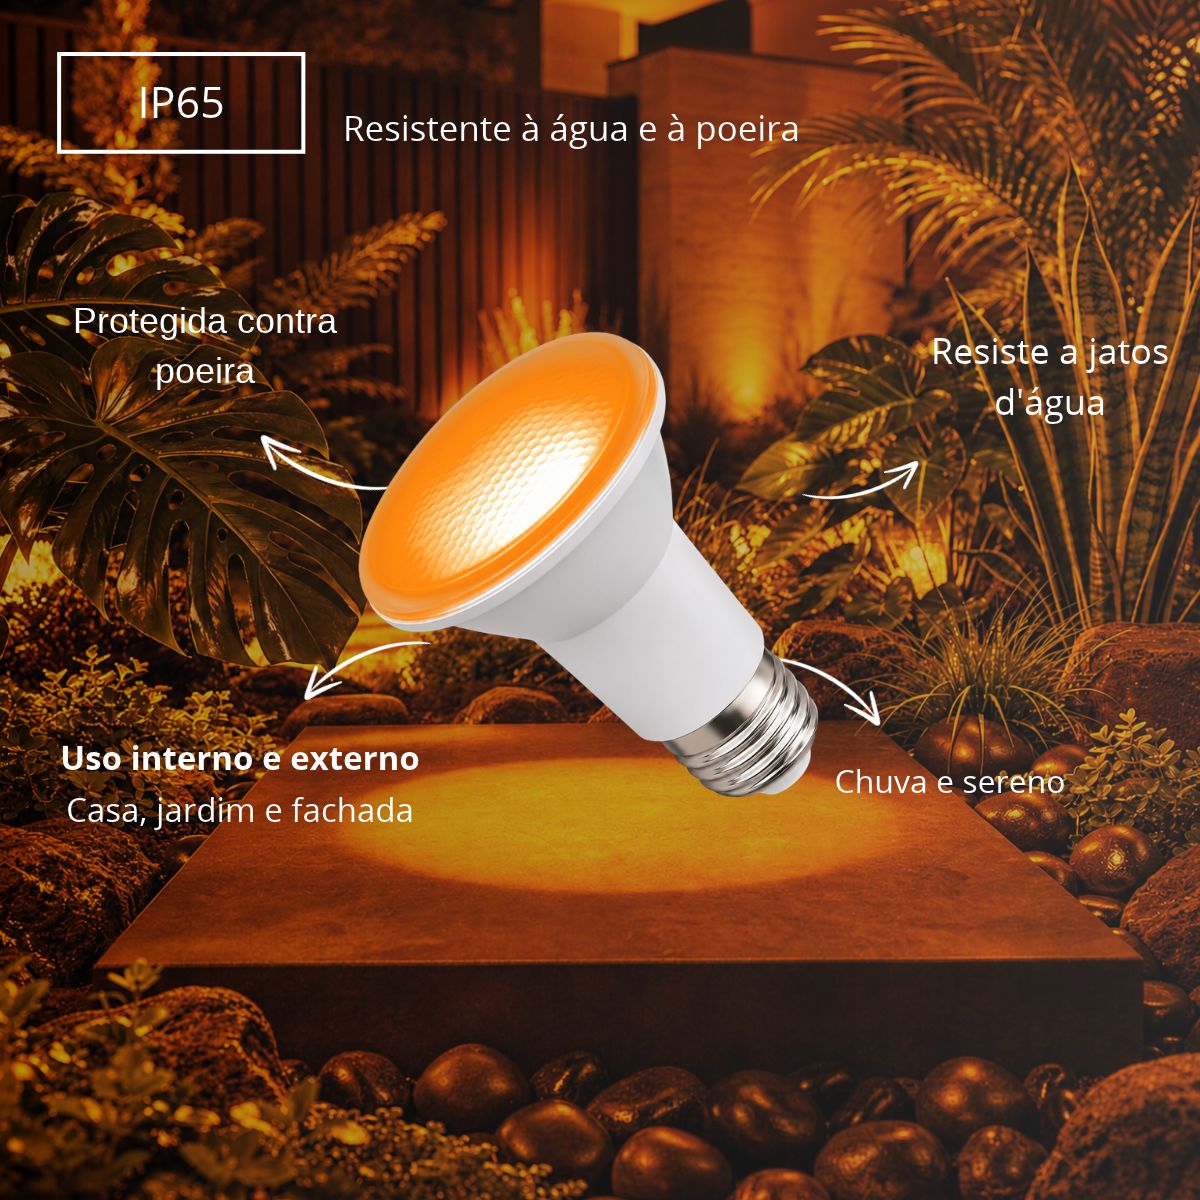 IP65
Resistente à água e à poeira
Protegida contra
poeira
Resiste a jatos
d'água
Uso interno e externo
Casa, jardim e fachada
Chuva e sereno